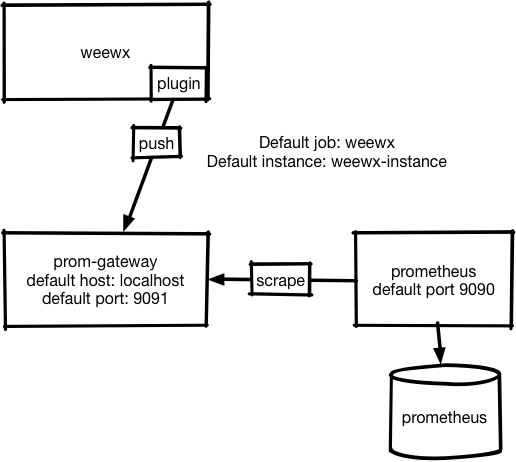 weewx
plugin
push
Default job: weewx
Default instance: weewx-instance
prom-gateway
default host: localhost
default port: 9091
scrape
prometheus
default port 9090
prometheus